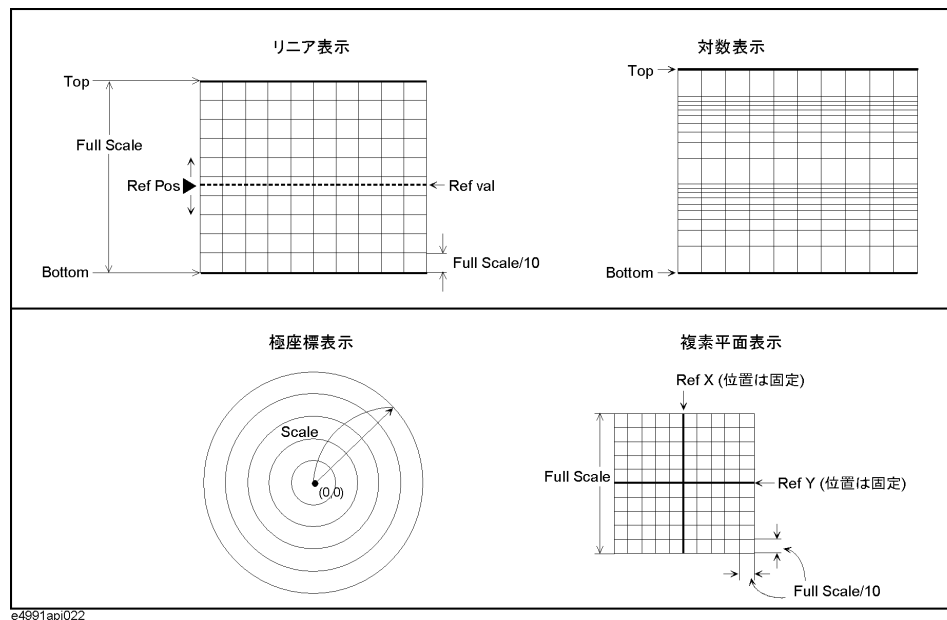 リニア表示
Top
Full Scale
Ref Pos
Ref val
Full Scale/10
Bottom
対数表示
Top
Bottom
極座標表示
Scale
(0,0)
複素平面表示
Ref X (位置は固定)
Full Scale
Ref Y (位置は固定)
Full Scale/10
e4991apj022